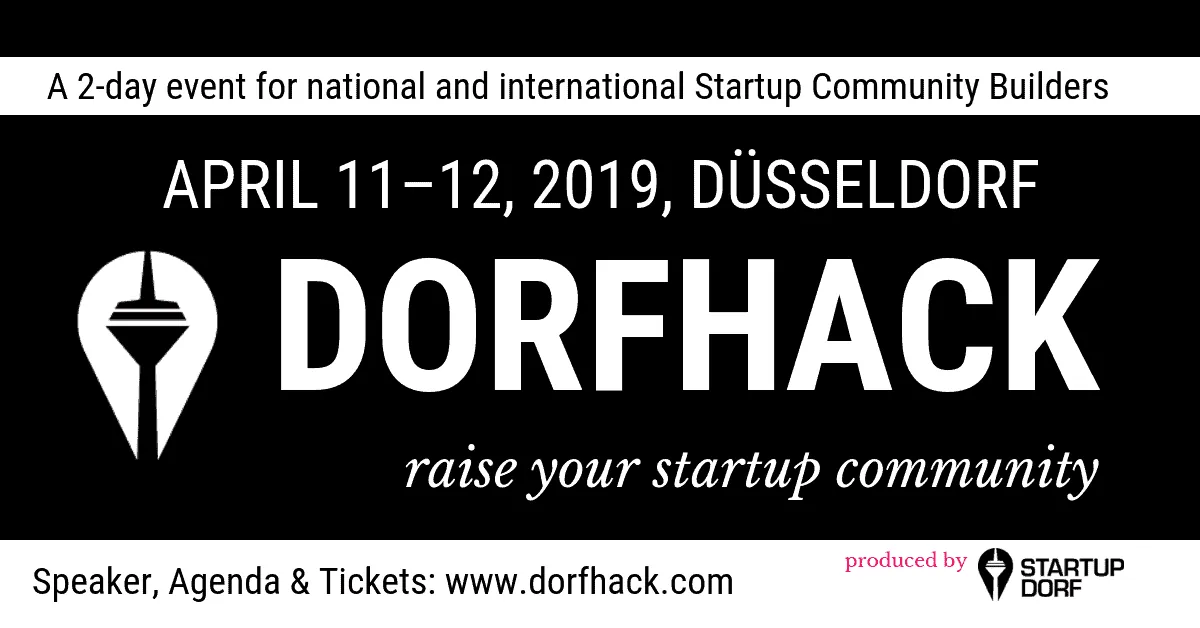 A 2-day event for national and international Startup Community Builders
APRIL 11–12, 2019, DÜSSELDORF
DORFHACK
raise your startup community
Speaker, Agenda & Tickets: www.dorfhack.com
produced by
STARTUP
DORF